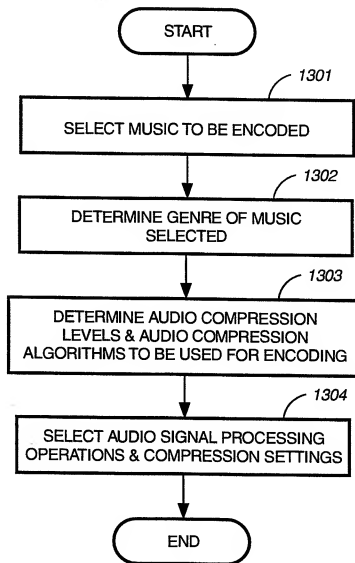 START
1301
SELECT MUSIC TO BE ENCODED
1302
DETERMINE GENRE OF MUSIC
SELECTED
1303
DETERMINE AUDIO COMPRESSION
LEVELS & AUDIO COMPRESSION
ALGORITHMS TO BE USED FOR ENCODING
1304
SELECT AUDIO SIGNAL PROCESSING
OPERATIONS & COMPRESSION SETTINGS
END